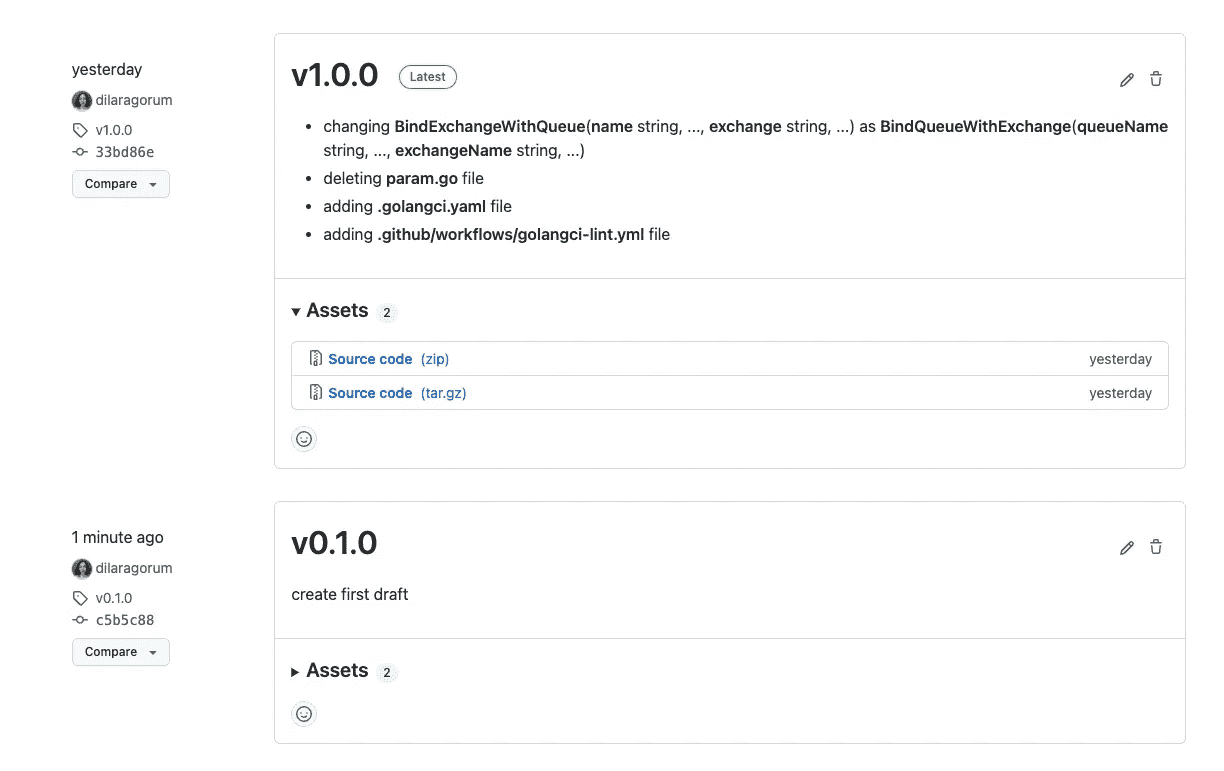 yesterday
dilaragorum
v1.0.0
33bd86e
Compare
v1.0.0 Latest
changing BindExchangeWithQueue(name string, ..., exchange string, ...) as BindQueueWithExchange(queueName
string, ..., exchangeName string, ...)
deleting param.go file
adding .golangci.yaml file
adding .github/workflows/golangci-lint.yml file
Assets 2
Source code (zip) yesterday
Source code (tar.gz) yesterday
1 minute ago
dilaragorum
v0.1.0
c5b5c88
Compare
v0.1.0
create first draft
Assets 2